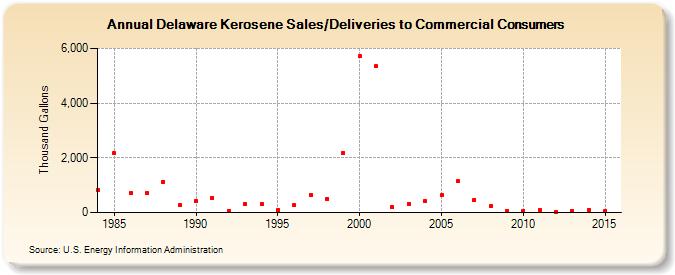 Annual Delaware Kerosene Sales/Deliveries to Commercial Consumers
Thousand Gallons
6,000
4,000
2,000
0
1985 1990 1995 2000 2005 2010 2015
Source: U.S. Energy Information Administration